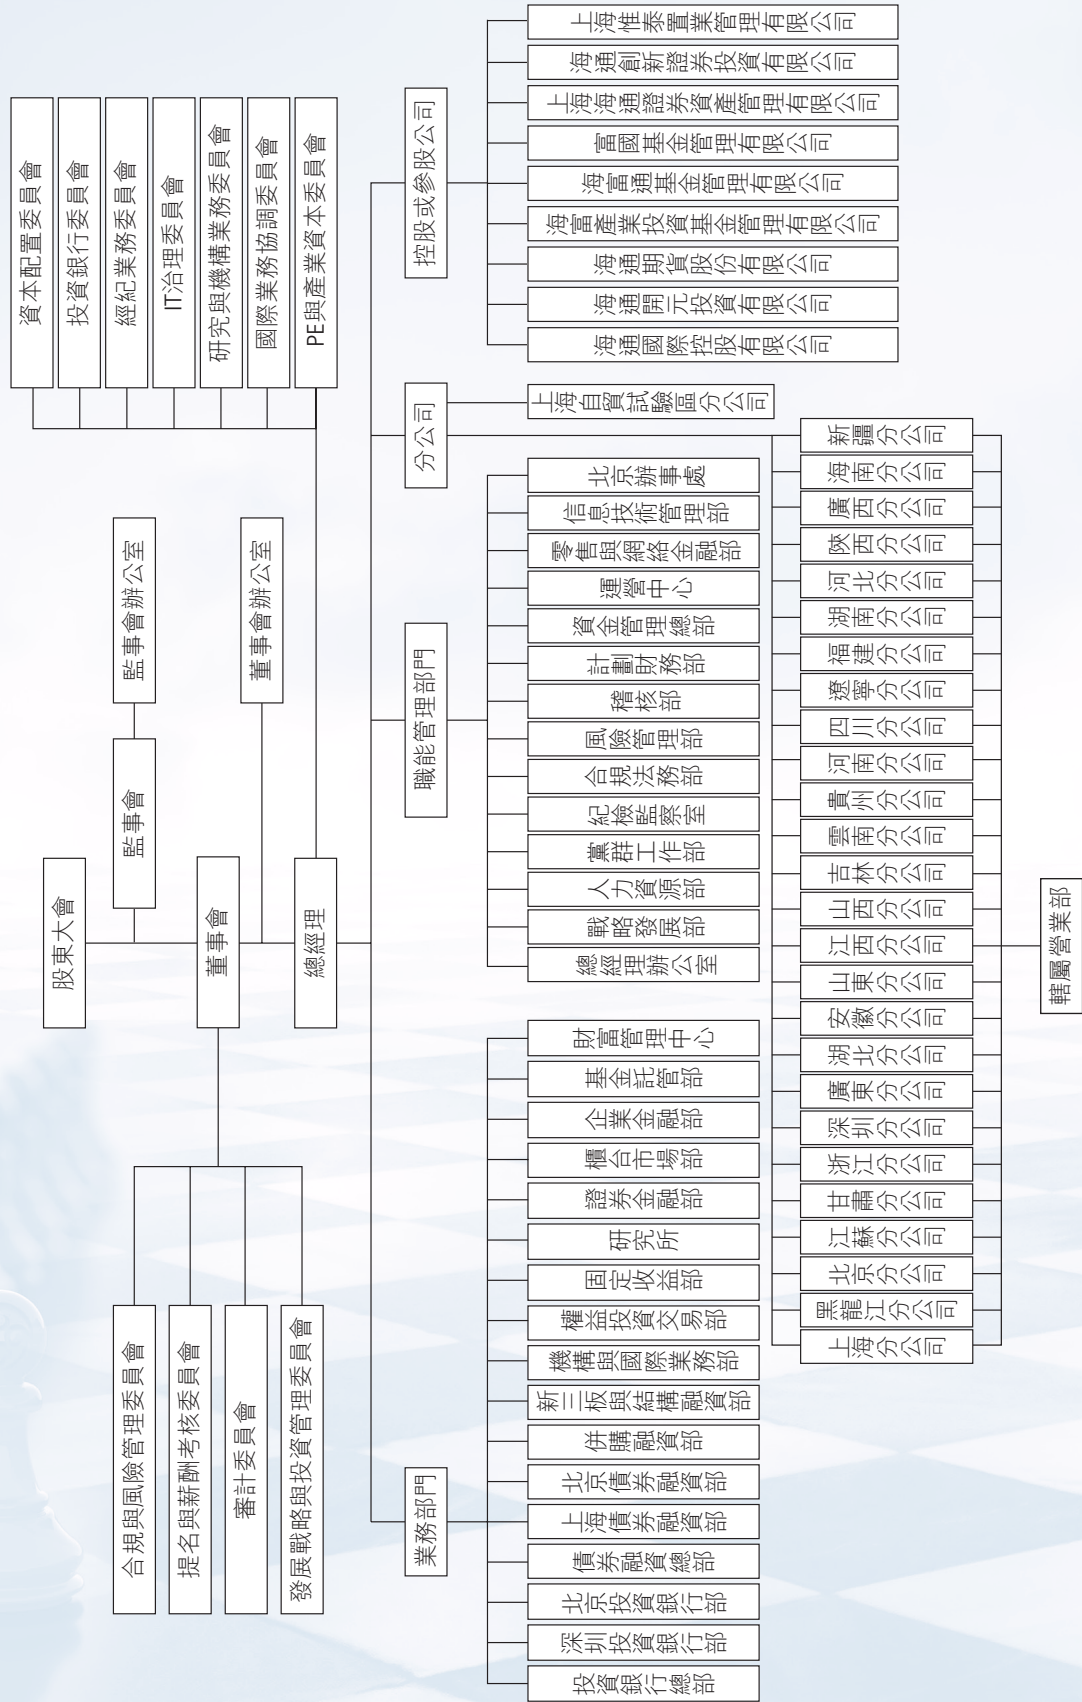 股東大會
監事會
監事會辦公室
董事會
董事會辦公室
總經理
合規與風險管理委員會
提名與薪酬考核委員會
審計委員會
發展戰略與投資管理委員會
資本配置委員會
投資銀行委員會
經紀業務委員會
IT治理委員會
研究與機構業務委員會
國際業務協調委員會
PE與產業資本委員會
業務部門
職能管理部門
分公司
控股或參股公司
投資銀行總部
深圳投資銀行部
北京投資銀行部
債券融資總部
上海債券融資部
北京債券融資部
併購融資部
新三板與結構融資部
機構與國際業務部
權益投資交易部
固定收益部
研究所
證券金融部
櫃台市場部
企業金融部
基金託管部
財富管理中心
總經理辦公室
戰略發展部
人力資源部
黨群工作部
紀檢監察室
合規法務部
風險管理部
稽核部
計劃財務部
資金管理總部
運營中心
零售與網絡金融部
信息技術管理部
北京辦事處
上海自貿試驗區分公司
海通國際控股有限公司
海通開元投資有限公司
海通期貨股份有限公司
海富產業投資基金管理有限公司
海富通基金管理有限公司
富國基金管理有限公司
上海海通證券資產管理有限公司
海通創新證券投資有限公司
上海惟泰置業管理有限公司
上海分公司
黑龍江分公司
北京分公司
江蘇分公司
甘肅分公司
浙江分公司
深圳分公司
廣東分公司
湖北分公司
安徽分公司
山東分公司
江西分公司
山西分公司
吉林分公司
雲南分公司
貴州分公司
河南分公司
四川分公司
遼寧分公司
福建分公司
湖南分公司
河北分公司
陝西分公司
廣西分公司
海南分公司
新疆分公司
轄屬營業部